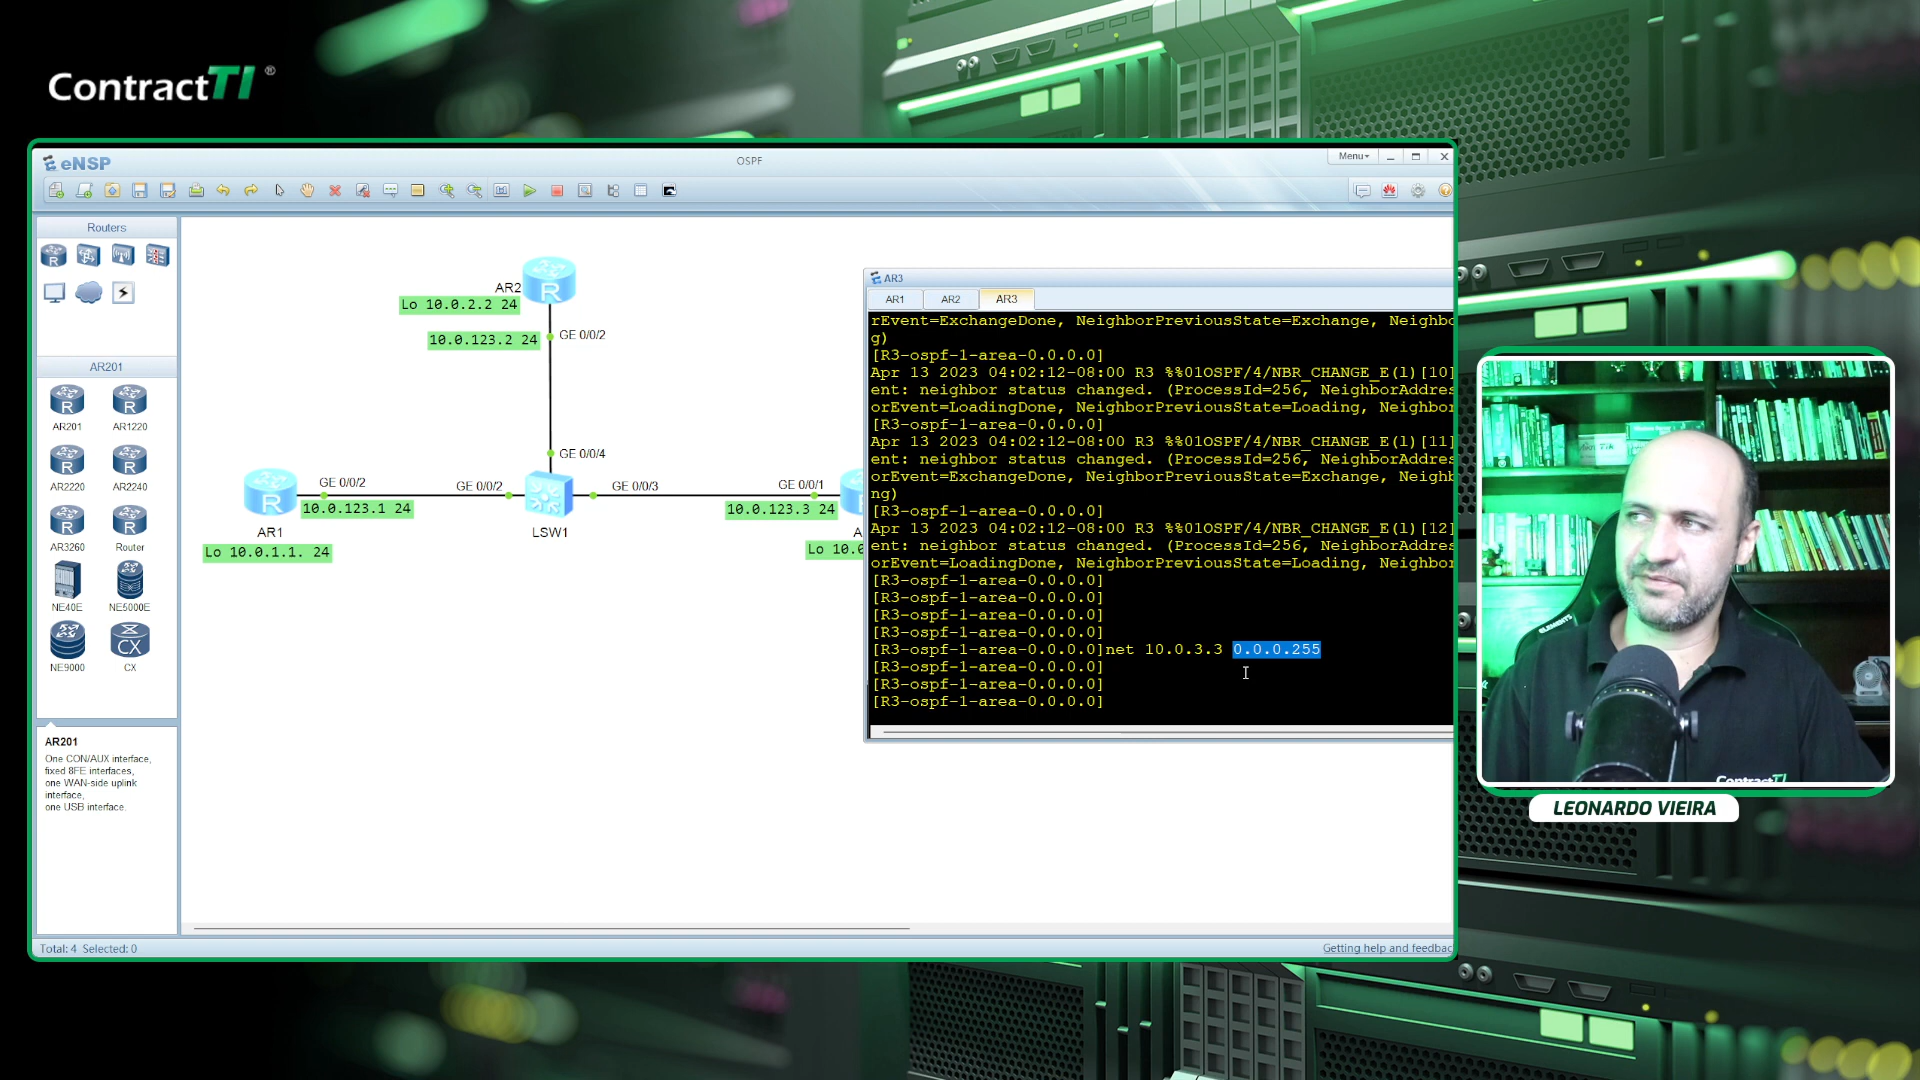 ContractTI ®
eNSP
OSPF
Menu
Routers
R
AR201
R
R
AR201
AR1220
R
R
AR2220
AR2240
R
R
AR3260
Router
NE40E
NE5000E
CX
NE9000
CX
AR201
One CON/AUX interface,
fixed 8FE interfaces,
one WAN-side uplink
interface,
one USB interface.
Total: 4 Selected: 0
Getting help and feedbac
AR2
R
Lo 10.0.2.2 24
10.0.123.2 24
GE 0/0/2
GE 0/0/4
GE 0/0/2
GE 0/0/2
GE 0/0/3
GE 0/0/1
R
10.0.123.1 24
10.0.123.3 24
AR1
LSW1
A
Lo 10.0.1.1. 24
Lo 10.0
AR3
AR1
AR2
AR3
rEvent=ExchangeDone, NeighborPreviousState=Exchange, Neighbo
g)
[R3-ospf-1-area-0.0.0.0]
Apr 13 2023 04:02:12-08:00 R3 %%01OSPF/4/NBR_CHANGE_E(l)[10]
ent: neighbor status changed. (ProcessId=256, NeighborAddres
orEvent=LoadingDone, NeighborPreviousState=Loading, Neighbor
[R3-ospf-1-area-0.0.0.0]
Apr 13 2023 04:02:12-08:00 R3 %%01OSPF/4/NBR_CHANGE_E(l)[11]
ent: neighbor status changed. (ProcessId=256, NeighborAddres
orEvent=ExchangeDone, NeighborPreviousState=Exchange, Neighb
ng)
[R3-ospf-1-area-0.0.0.0]
Apr 13 2023 04:02:12-08:00 R3 %%01OSPF/4/NBR_CHANGE_E(l)[12]
ent: neighbor status changed. (ProcessId=256, NeighborAddres
orEvent=LoadingDone, NeighborPreviousState=Loading, Neighbor
[R3-ospf-1-area-0.0.0.0]
[R3-ospf-1-area-0.0.0.0]
[R3-ospf-1-area-0.0.0.0]
[R3-ospf-1-area-0.0.0.0]
[R3-ospf-1-area-0.0.0.0]net 10.0.3.3 0.0.0.255
[R3-ospf-1-area-0.0.0.0]
[R3-ospf-1-area-0.0.0.0]
[R3-ospf-1-area-0.0.0.0]
ELEMENTS
ContractTI
LEONARDO VIEIRA